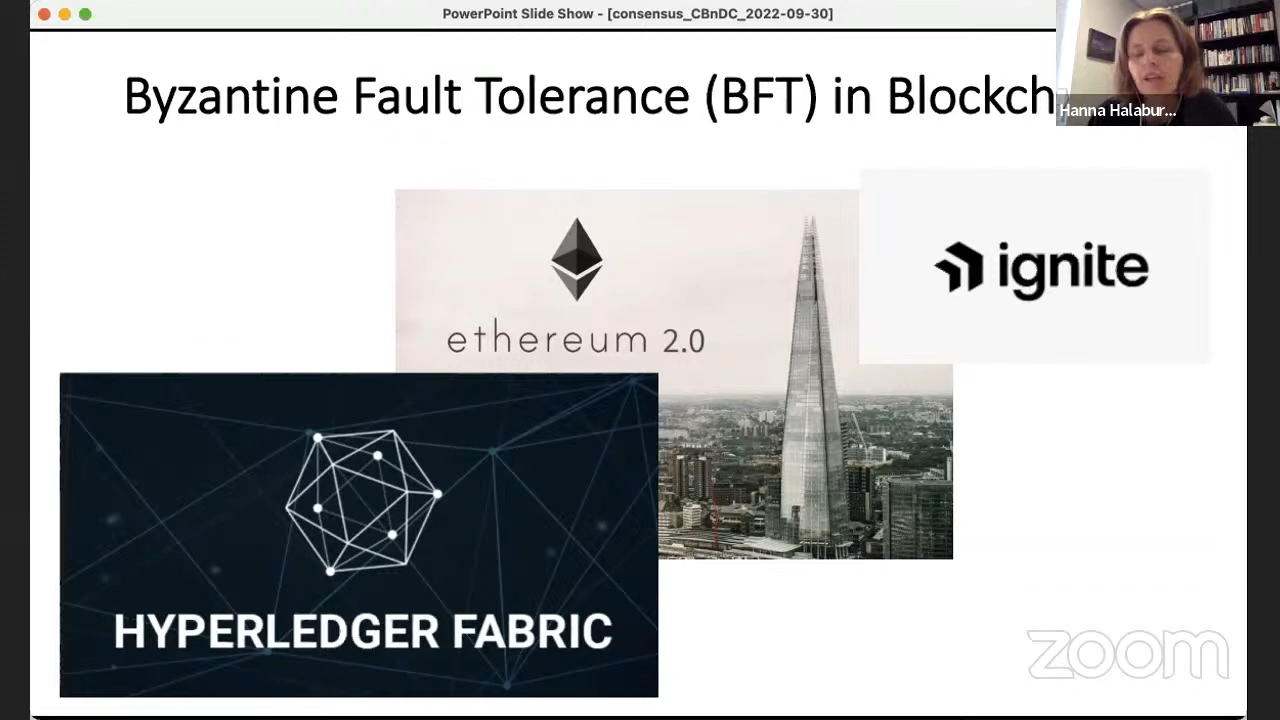 PowerPoint Slide Show - [consensus_CBnDC_2022-09-30]
Byzantine Fault Tolerance (BFT) in Blockch
Hanna Halabur...
ignite
ethereum 2.0
HYPERLEDGER FABRIC
zoom